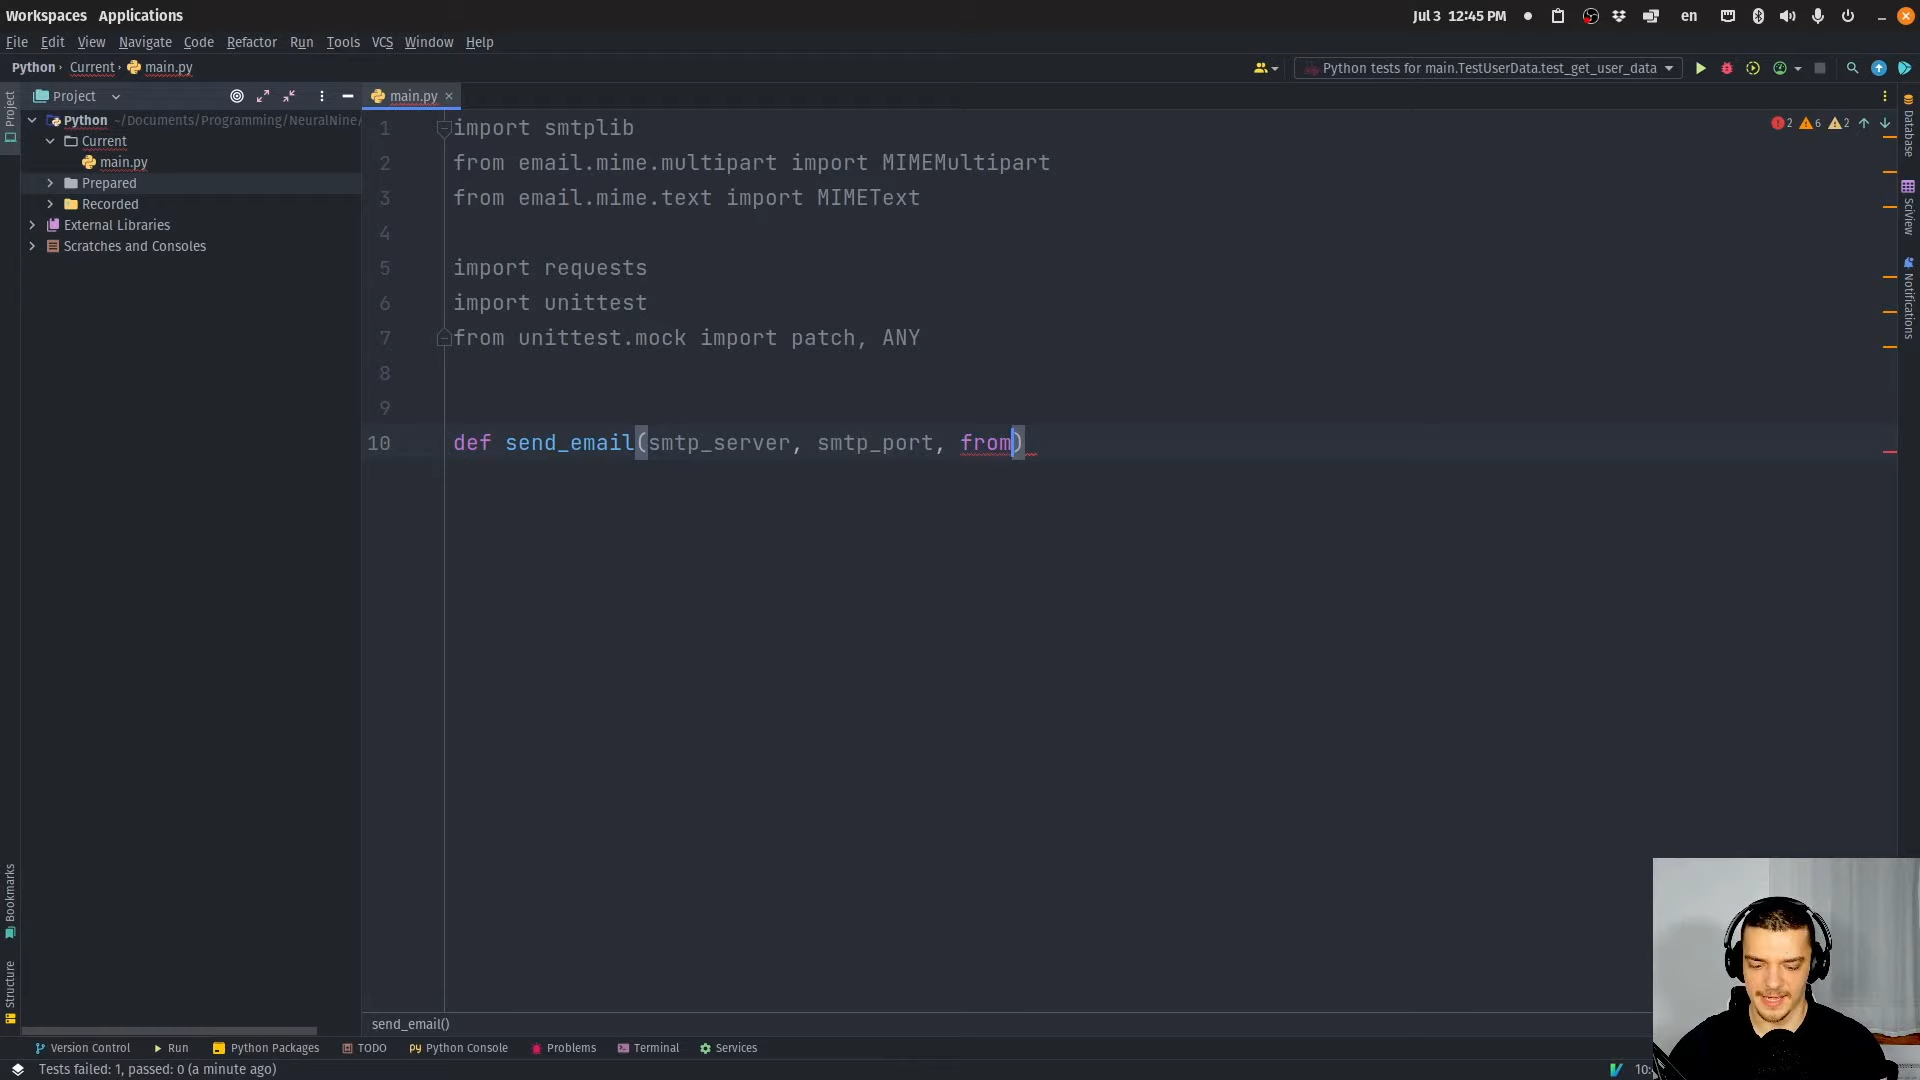 Workspaces Applications
Jul 3 12:45 PM
en
File Edit View Navigate Code Refactor Run Tools VCS Window Help
Python Current main.py
Python tests for main.TestUserData.test_get_user_data
Project
main.py
Python ~/Documents/Programming/NeuralNine/
Current
main.py
Prepared
Recorded
External Libraries
Scratches and Consoles
2 6 2
1 import smtplib
2 from email.mime.multipart import MIMEMultipart
3 from email.mime.text import MIMEText
4
5 import requests
6 import unittest
7 from unittest.mock import patch, ANY
8
9
10 def send_email(smtp_server, smtp_port, from)
Project
Bookmarks
Structure
Database
SciView
Notifications
send_email()
Version Control Run Python Packages TODO Python Console Problems Terminal Services
Tests failed: 1, passed: 0 (a minute ago)